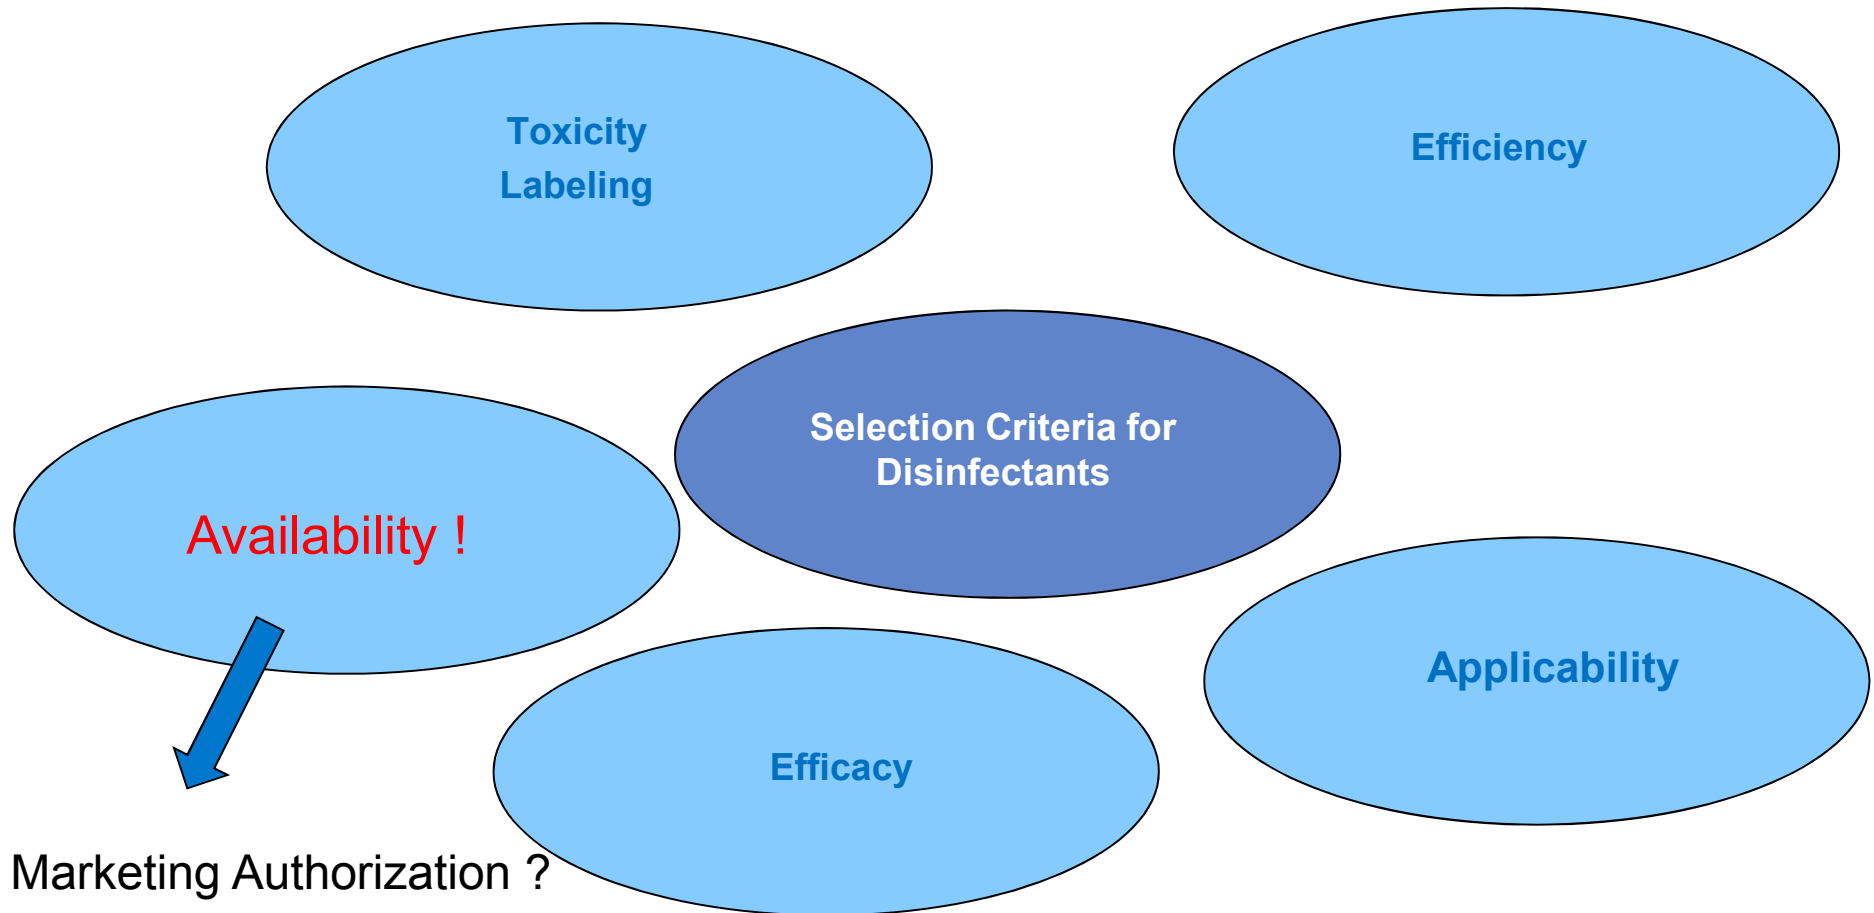 Toxicity
Labeling
Efficiency
Selection Criteria for
Disinfectants
Availability !
Applicability
Efficacy
Marketing Authorization ?